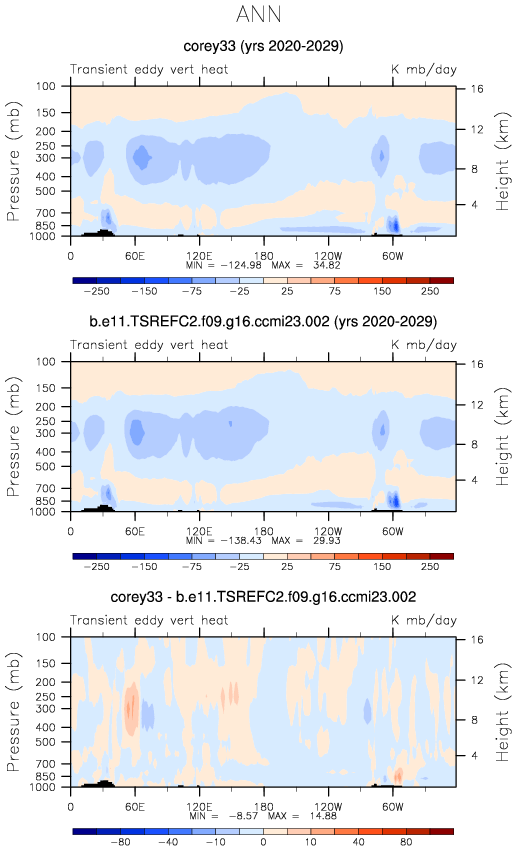 ANN
corey33 (yrs 2020-2029)
Transient eddy vert heat K mb/day
Pressure (mb)
100
150
200
250
300
400
500
700
850
1000
16
12
8
4
Height (km)
0 60E 120E 180 120W 60W
MIN = -124.98 MAX = 34.82
-250 -150 -75 -25 25 75 150 250
b.e11.TSREFC2.f09.g16.ccmi23.002 (yrs 2020-2029)
Transient eddy vert heat K mb/day
Pressure (mb)
100
150
200
250
300
400
500
700
850
1000
16
12
8
4
Height (km)
0 60E 120E 180 120W 60W
MIN = -138.43 MAX = 29.93
-250 -150 -75 -25 25 75 150 250
corey33 - b.e11.TSREFC2.f09.g16.ccmi23.002
Transient eddy vert heat K mb/day
Pressure (mb)
100
150
200
250
300
400
500
700
850
1000
16
12
8
4
Height (km)
0 60E 120E 180 120W 60W
MIN = -8.57 MAX = 14.88
-80 -40 -10 0 10 40 80